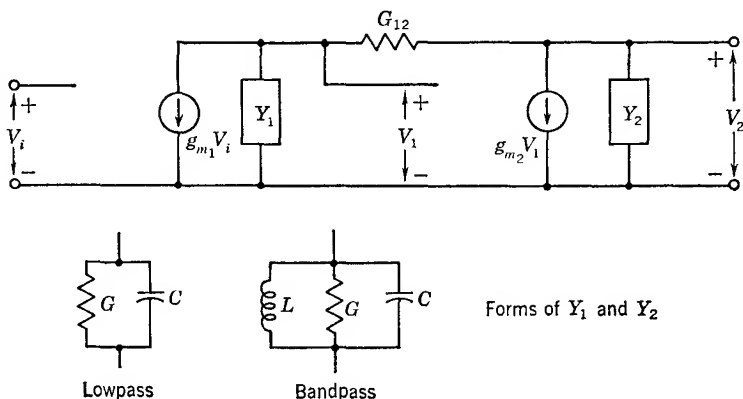 G₁₂
+ + +
Vᵢ gₘ₁Vᵢ Y₁ V₁ gₘ₂V₁ Y₂ V₂
− − −
G C L G C Forms of Y₁ and Y₂
Lowpass Bandpass